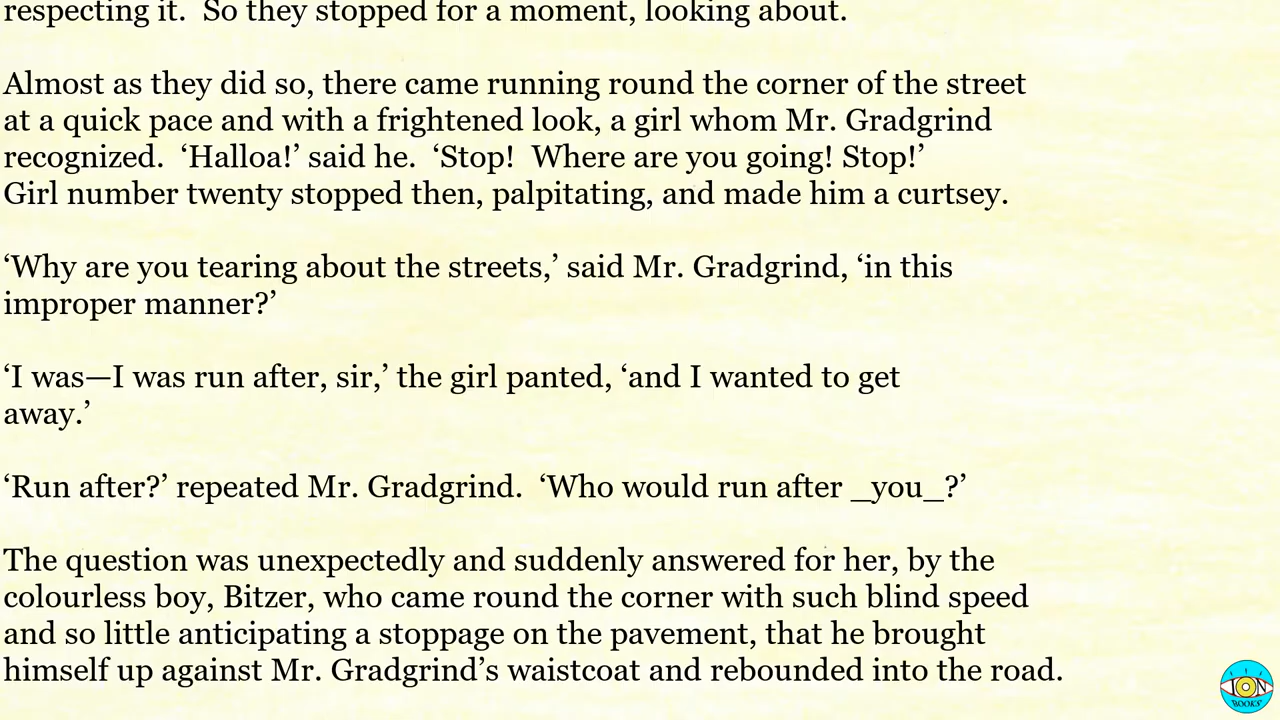 respecting it.  So they stopped for a moment, looking about.
Almost as they did so, there came running round the corner of the street
at a quick pace and with a frightened look, a girl whom Mr. Gradgrind
recognized.  ‘Halloa!’ said he.  ‘Stop!  Where are you going! Stop!’
Girl number twenty stopped then, palpitating, and made him a curtsey.
‘Why are you tearing about the streets,’ said Mr. Gradgrind, ‘in this
improper manner?’
‘I was—I was run after, sir,’ the girl panted, ‘and I wanted to get
away.’
‘Run after?’ repeated Mr. Gradgrind.  ‘Who would run after _you_?’
The question was unexpectedly and suddenly answered for her, by the
colourless boy, Bitzer, who came round the corner with such blind speed
and so little anticipating a stoppage on the pavement, that he brought
himself up against Mr. Gradgrind’s waistcoat and rebounded into the road.
ION
BOOKS